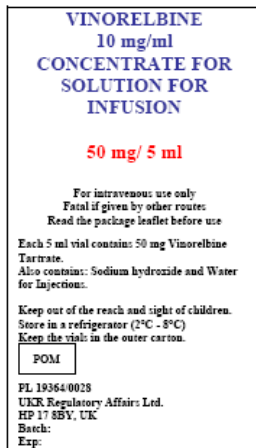 VINORELBINE
10 mg/ml
CONCENTRATE FOR
SOLUTION FOR
INFUSION
50 mg/ 5 ml
For intravenous use only
Fatal if given by other routes
Read the package leaflet before use
Each 5 ml vial contains 50 mg Vinorelbine
Tartrate.
Also contains: Sodium hydroxide and Water
for Injections.
Keep out of the reach and sight of children.
Store in a refrigerator (2°C - 8°C)
Keep the vials in the outer carton.
POM
PL 19364/0028
UKR Regulatory Affairs Ltd.
HP 17 8BY, UK
Batch:
Exp: